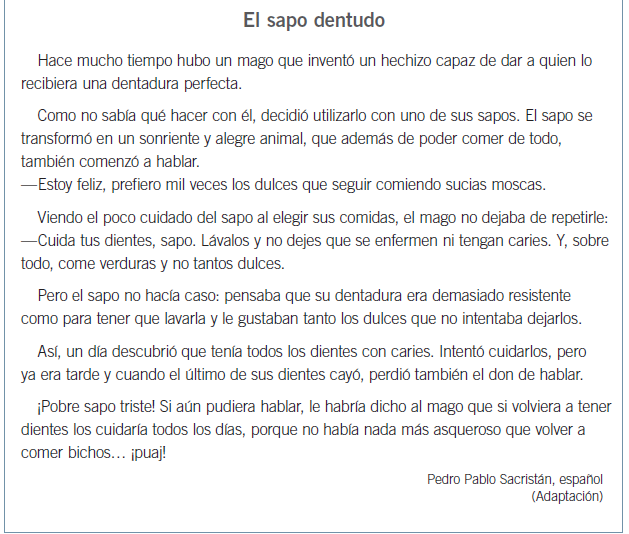 El sapo dentudo
Hace mucho tiempo hubo un mago que inventó un hechizo capaz de dar a quien lo
recibiera una dentadura perfecta.
Como no sabía qué hacer con él, decidió utilizarlo con uno de sus sapos. El sapo se
transformó en un sonriente y alegre animal, que además de poder comer de todo,
también comenzó a hablar.
—Estoy feliz, prefiero mil veces los dulces que seguir comiendo sucias moscas.
Viendo el poco cuidado del sapo al elegir sus comidas, el mago no dejaba de repetirle:
—Cuida tus dientes, sapo. Lávalos y no dejes que se enfermen ni tengan caries. Y, sobre
todo, come verduras y no tantos dulces.
Pero el sapo no hacía caso: pensaba que su dentadura era demasiado resistente
como para tener que lavarla y le gustaban tanto los dulces que no intentaba dejarlos.
Así, un día descubrió que tenía todos los dientes con caries. Intentó cuidarlos, pero
ya era tarde y cuando el último de sus dientes cayó, perdió también el don de hablar.
¡Pobre sapo triste! Si aún pudiera hablar, le habría dicho al mago que si volviera a tener
dientes los cuidaría todos los días, porque no había nada más asqueroso que volver a
comer bichos… ¡puaj!
Pedro Pablo Sacristán, español
(Adaptación)